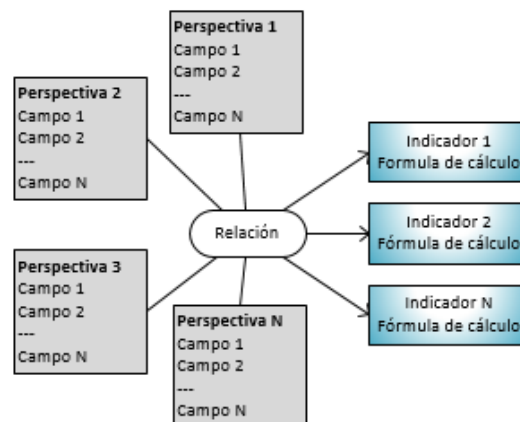 Perspectiva 1
Campo 1
Campo 2
---
Campo N
Perspectiva 2
Campo 1
Campo 2
---
Campo N
Indicador 1
Formula de cálculo
Relación
Indicador 2
Fórmula de cálculo
Perspectiva 3
Campo 1
Campo 2
---
Campo N
Indicador N
Fórmula de cálculo
Perspectiva N
Campo 1
Campo 2
---
Campo N